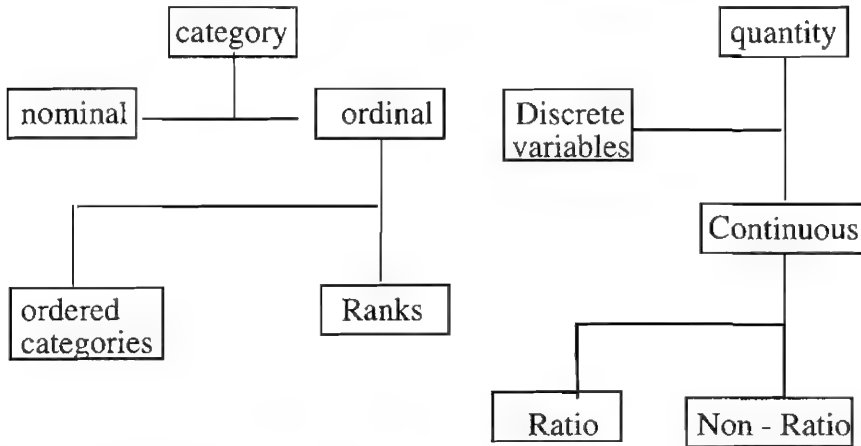 category
nominal
ordinal
ordered
categories
Ranks
quantity
Discrete
variables
Continuous
Ratio
Non - Ratio